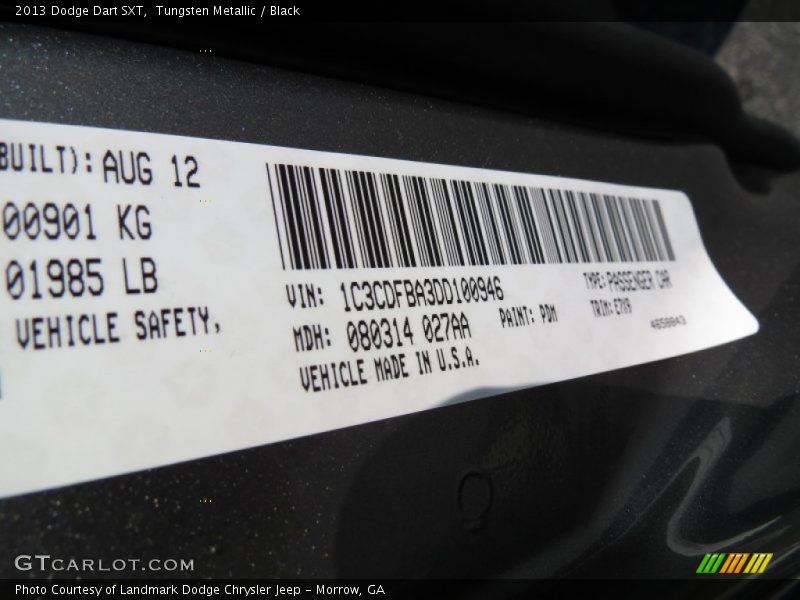 2013 Dodge Dart SXT, Tungsten Metallic / Black
BUILT): AUG 12
00901 KG
01985 LB
VEHICLE SAFETY,
VIN: 1C3CDFBA3DD100946
TYPE: PASSENGER CAR
MDH: 080314 027AA
PAINT: PDM
TRIM: E7X9
VEHICLE MADE IN U.S.A.
4658843
GTCARLOT.COM
Photo Courtesy of Landmark Dodge Chrysler Jeep - Morrow, GA